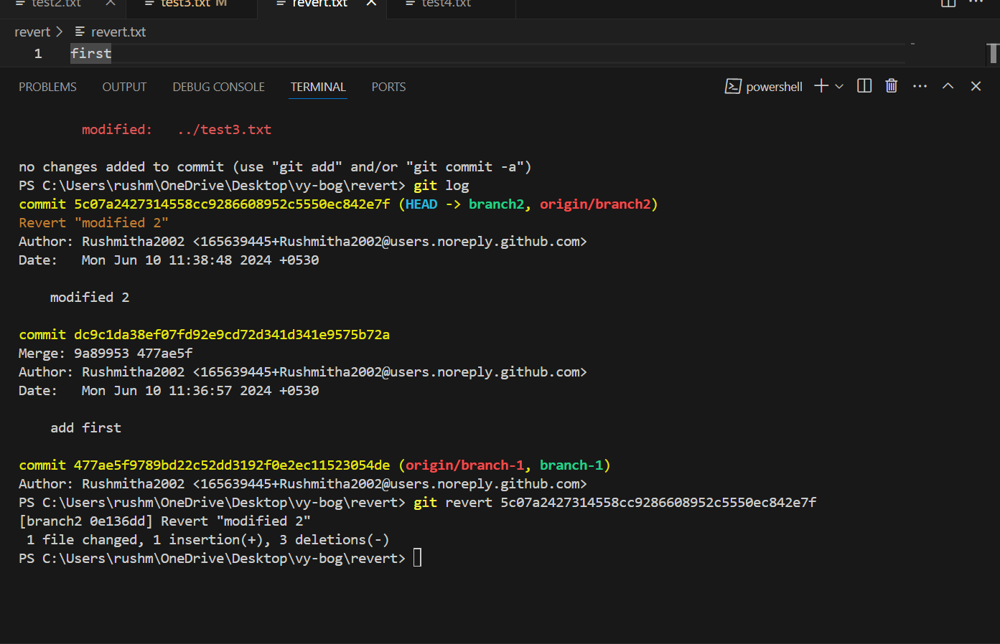 test2.txt test3.txt M revert.txt test4.txt
revert > revert.txt
1 first
PROBLEMS OUTPUT DEBUG CONSOLE TERMINAL PORTS powershell
modified: ../test3.txt
no changes added to commit (use "git add" and/or "git commit -a")
PS C:\Users\rushm\OneDrive\Desktop\vy-bog\revert> git log
commit 5c07a2427314558cc9286608952c5550ec842e7f (HEAD -> branch2, origin/branch2)
Revert "modified 2"
Author: Rushmitha2002 <165639445+Rushmitha2002@users.noreply.github.com>
Date:   Mon Jun 10 11:38:48 2024 +0530
modified 2
commit dc9c1da38ef07fd92e9cd72d341d341e9575b72a
Merge: 9a89953 477ae5f
Author: Rushmitha2002 <165639445+Rushmitha2002@users.noreply.github.com>
Date:   Mon Jun 10 11:36:57 2024 +0530
add first
commit 477ae5f9789bd22c52dd3192f0e2ec11523054de (origin/branch-1, branch-1)
Author: Rushmitha2002 <165639445+Rushmitha2002@users.noreply.github.com>
PS C:\Users\rushm\OneDrive\Desktop\vy-bog\revert> git revert 5c07a2427314558cc9286608952c5550ec842e7f
[branch2 0e136dd] Revert "modified 2"
1 file changed, 1 insertion(+), 3 deletions(-)
PS C:\Users\rushm\OneDrive\Desktop\vy-bog\revert>